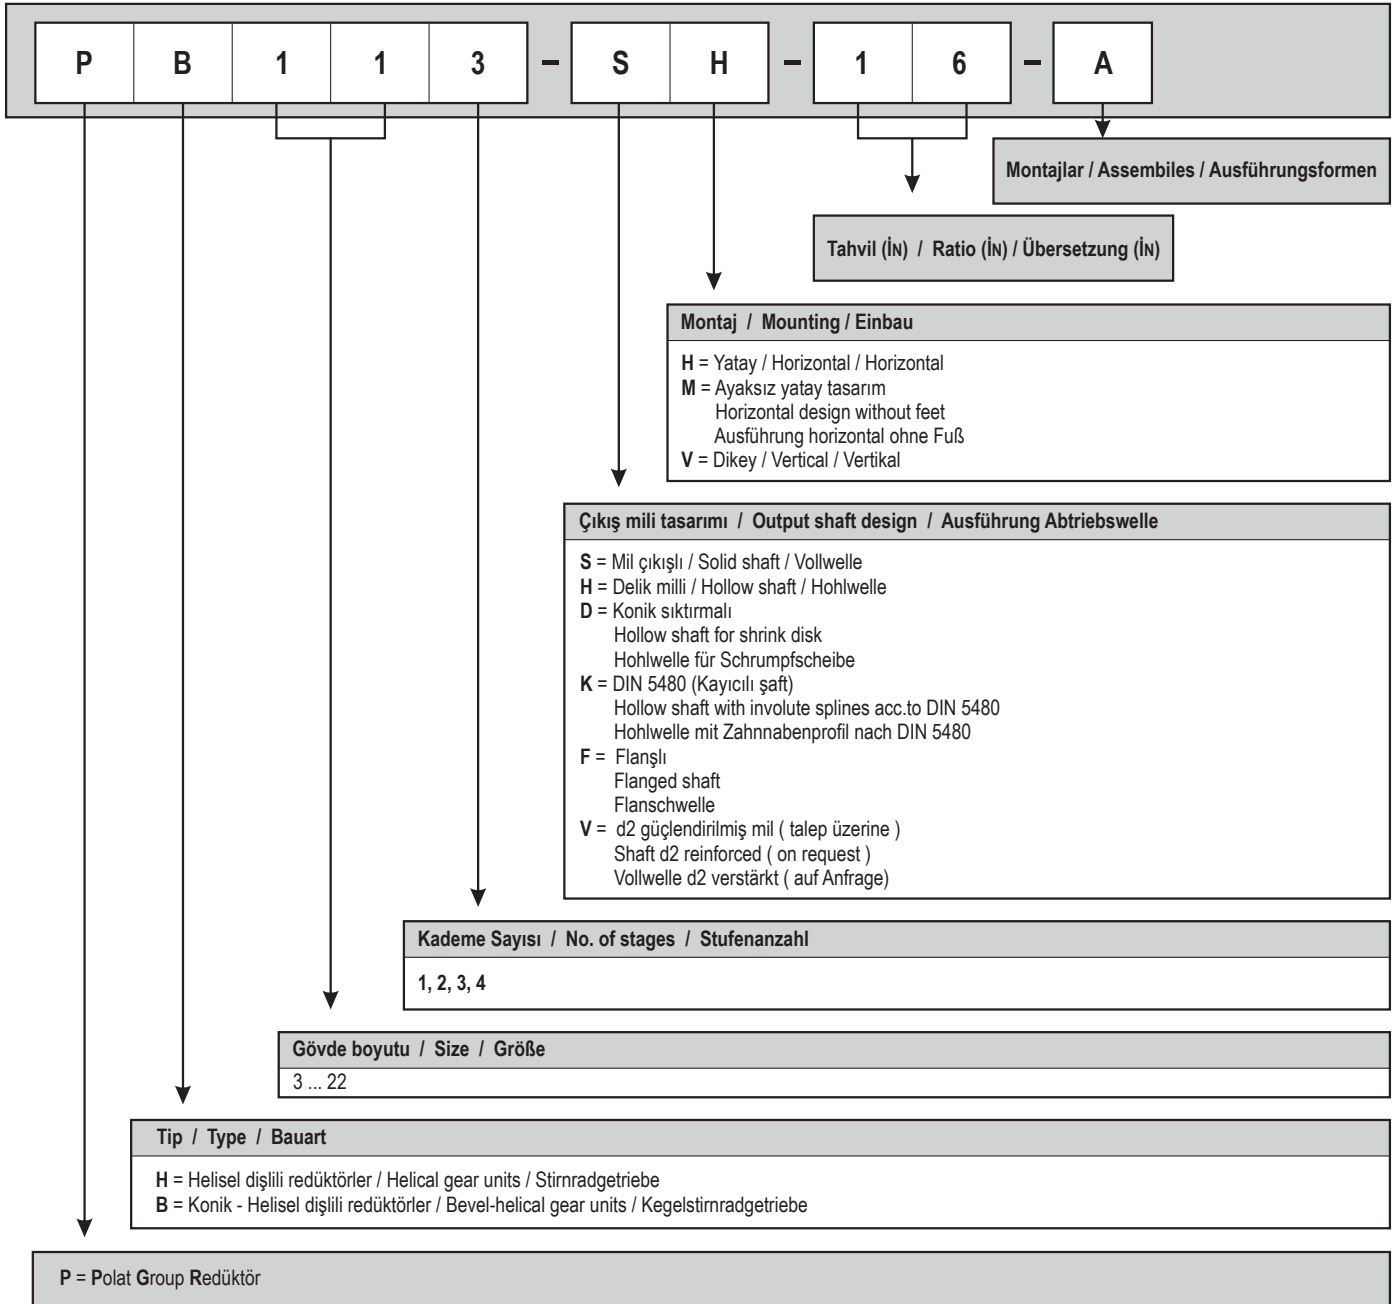 P B 1 1 3 - S H - 1 6 - A
Montajlar / Assembiles / Ausführungsformen
Tahvil (İN) / Ratio (İN) / Übersetzung (İN)
Montaj / Mounting / Einbau
H = Yatay / Horizontal / Horizontal
M = Ayaksız yatay tasarım
Horizontal design without feet
Ausführung horizontal ohne Fuß
V = Dikey / Vertical / Vertikal
Çıkış mili tasarımı / Output shaft design / Ausführung Abtriebswelle
S = Mil çıkışlı / Solid shaft / Vollwelle
H = Delik milli / Hollow shaft / Hohlwelle
D = Konik sıktırmalı
Hollow shaft for shrink disk
Hohlwelle für Schrumpfscheibe
K = DIN 5480 (Kayıcılı şaft)
Hollow shaft with involute splines acc.to DIN 5480
Hohlwelle mit Zahnnabenprofil nach DIN 5480
F = Flanşlı
Flanged shaft
Flanschwelle
V = d2 güçlendirilmiş mil ( talep üzerine )
Shaft d2 reinforced ( on request )
Vollwelle d2 verstärkt ( auf Anfrage)
Kademe Sayısı / No. of stages / Stufenanzahl
1, 2, 3, 4
Gövde boyutu / Size / Größe
3 ... 22
Tip / Type / Bauart
H = Helisel dişlili redüktörler / Helical gear units / Stirnradgetriebe
B = Konik - Helisel dişlili redüktörler / Bevel-helical gear units / Kegelstirnradgetriebe
P = Polat Group Redüktör